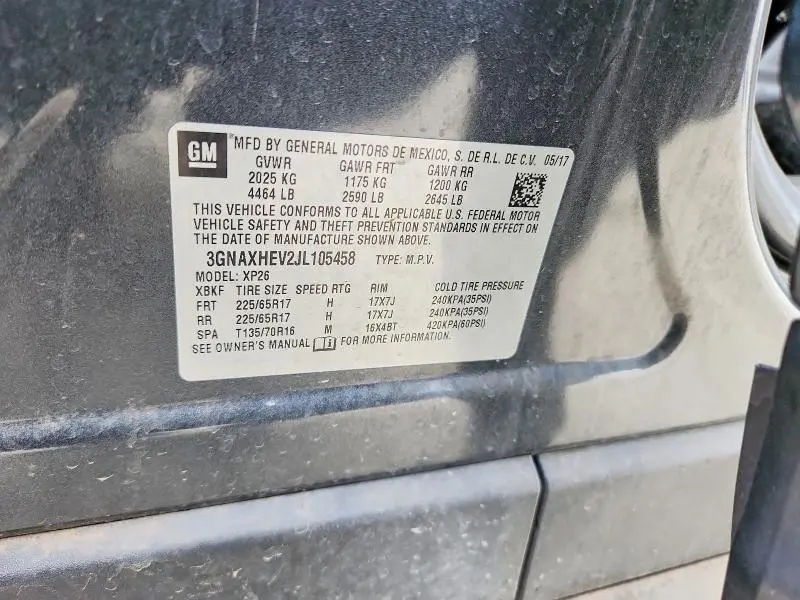 GM
MFD BY GENERAL MOTORS DE MEXICO, S. DE R.L. DE C.V. 05/17
GVWR GAWR FRT GAWR RR
2025 KG 1175 KG 1200 KG
4464 LB 2590 LB 2645 LB
THIS VEHICLE CONFORMS TO ALL APPLICABLE U.S. FEDERAL MOTOR
VEHICLE SAFETY AND THEFT PREVENTION STANDARDS IN EFFECT ON
THE DATE OF MANUFACTURE SHOWN ABOVE.
3GNAXHEV2JL105458 TYPE: M.P.V.
MODEL: XP26
XBKF TIRE SIZE SPEED RTG RIM COLD TIRE PRESSURE
FRT 225/65R17 H 17X7J 240KPA(35PSI)
RR 225/65R17 H 17X7J 240KPA(35PSI)
SPA T135/70R16 M 16X4BT 420KPA(60PSI)
SEE OWNER'S MANUAL FOR MORE INFORMATION.